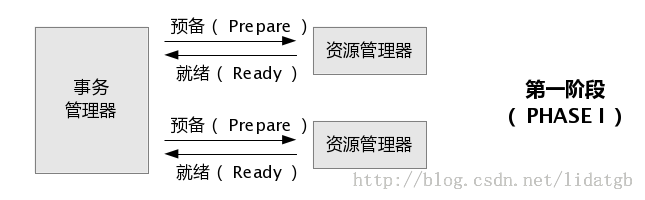 预备( Prepare )
资源管理器
就绪( Ready )
事务
管理器
第一阶段
( PHASE I )
预备( Prepare )
资源管理器
就绪( Ready )
http://blog.csdn.net/lidatgb